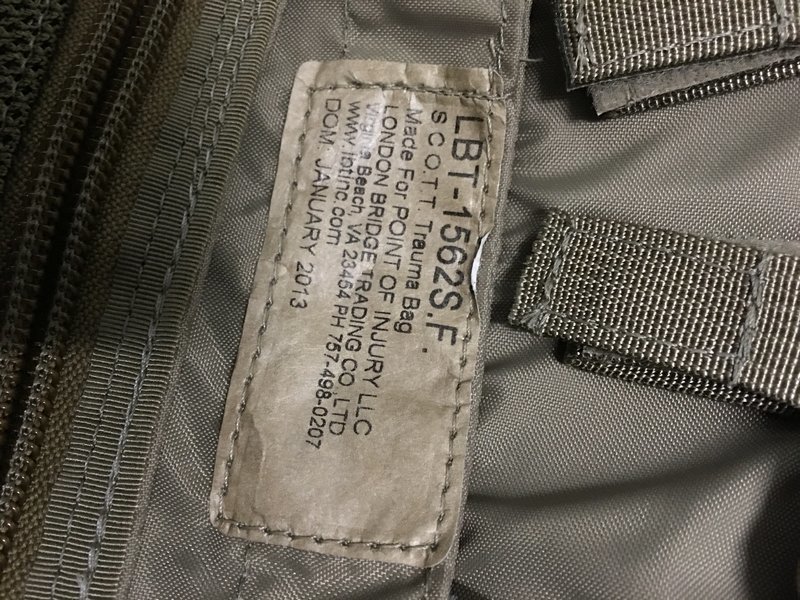 LBT-1562S.F.
S.C.O.T.T. Trauma Bag
Made For POINT OF INJURY LLC
LONDON BRIDGE TRADING CO. LTD
Virginia Beach, VA 23464 PH 757-498-0207
www.lbtinc.com
DOM: JANUARY 2013